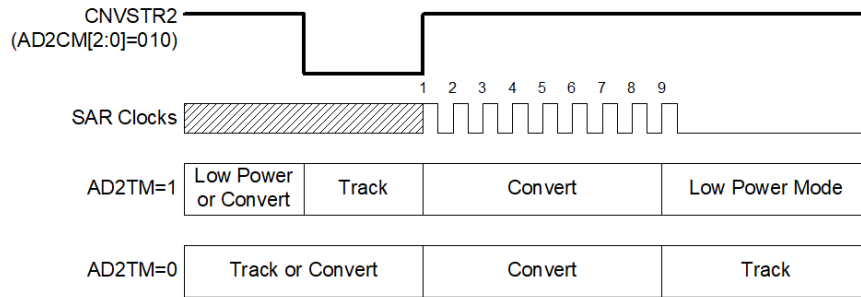 CNVSTR2
(AD2CM[2:0]=010)
1 2 3 4 5 6 7 8 9
SAR Clocks
AD2TM=1
Low Power
or Convert
Track
Convert
Low Power Mode
AD2TM=0
Track or Convert
Convert
Track